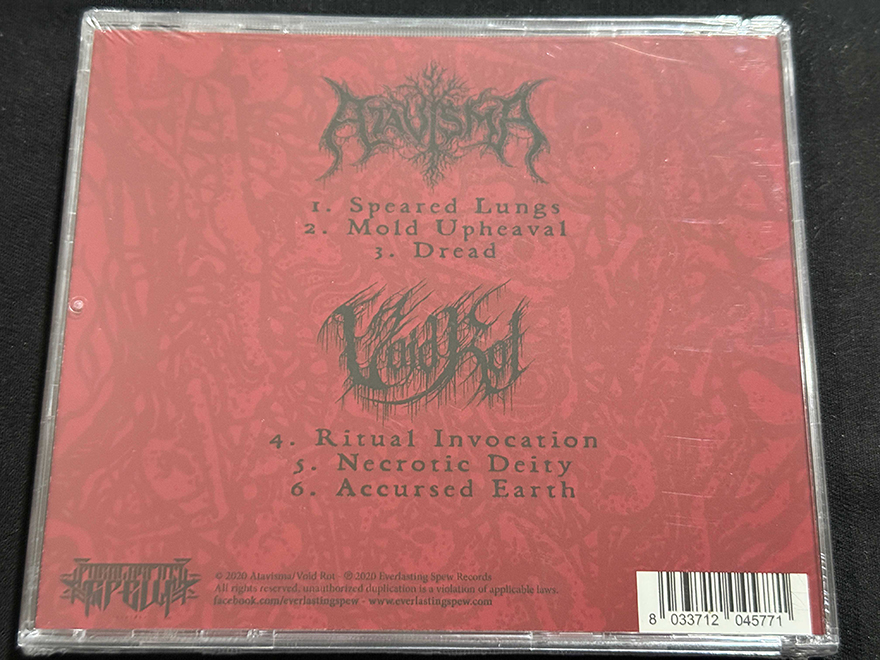 Atavisma
1. Speared Lungs
2. Mold Upheaval
3. Dread
Void Rot
4. Ritual Invocation
5. Necrotic Deity
6. Accursed Earth
© 2020 Atavisma/Void Rot - ℗ 2020 Everlasting Spew Records
All rights reserved, unauthorized duplication is a violation of applicable laws.
facebook.com/everlastingspew - www.everlastingspew.com
8 033712 045771